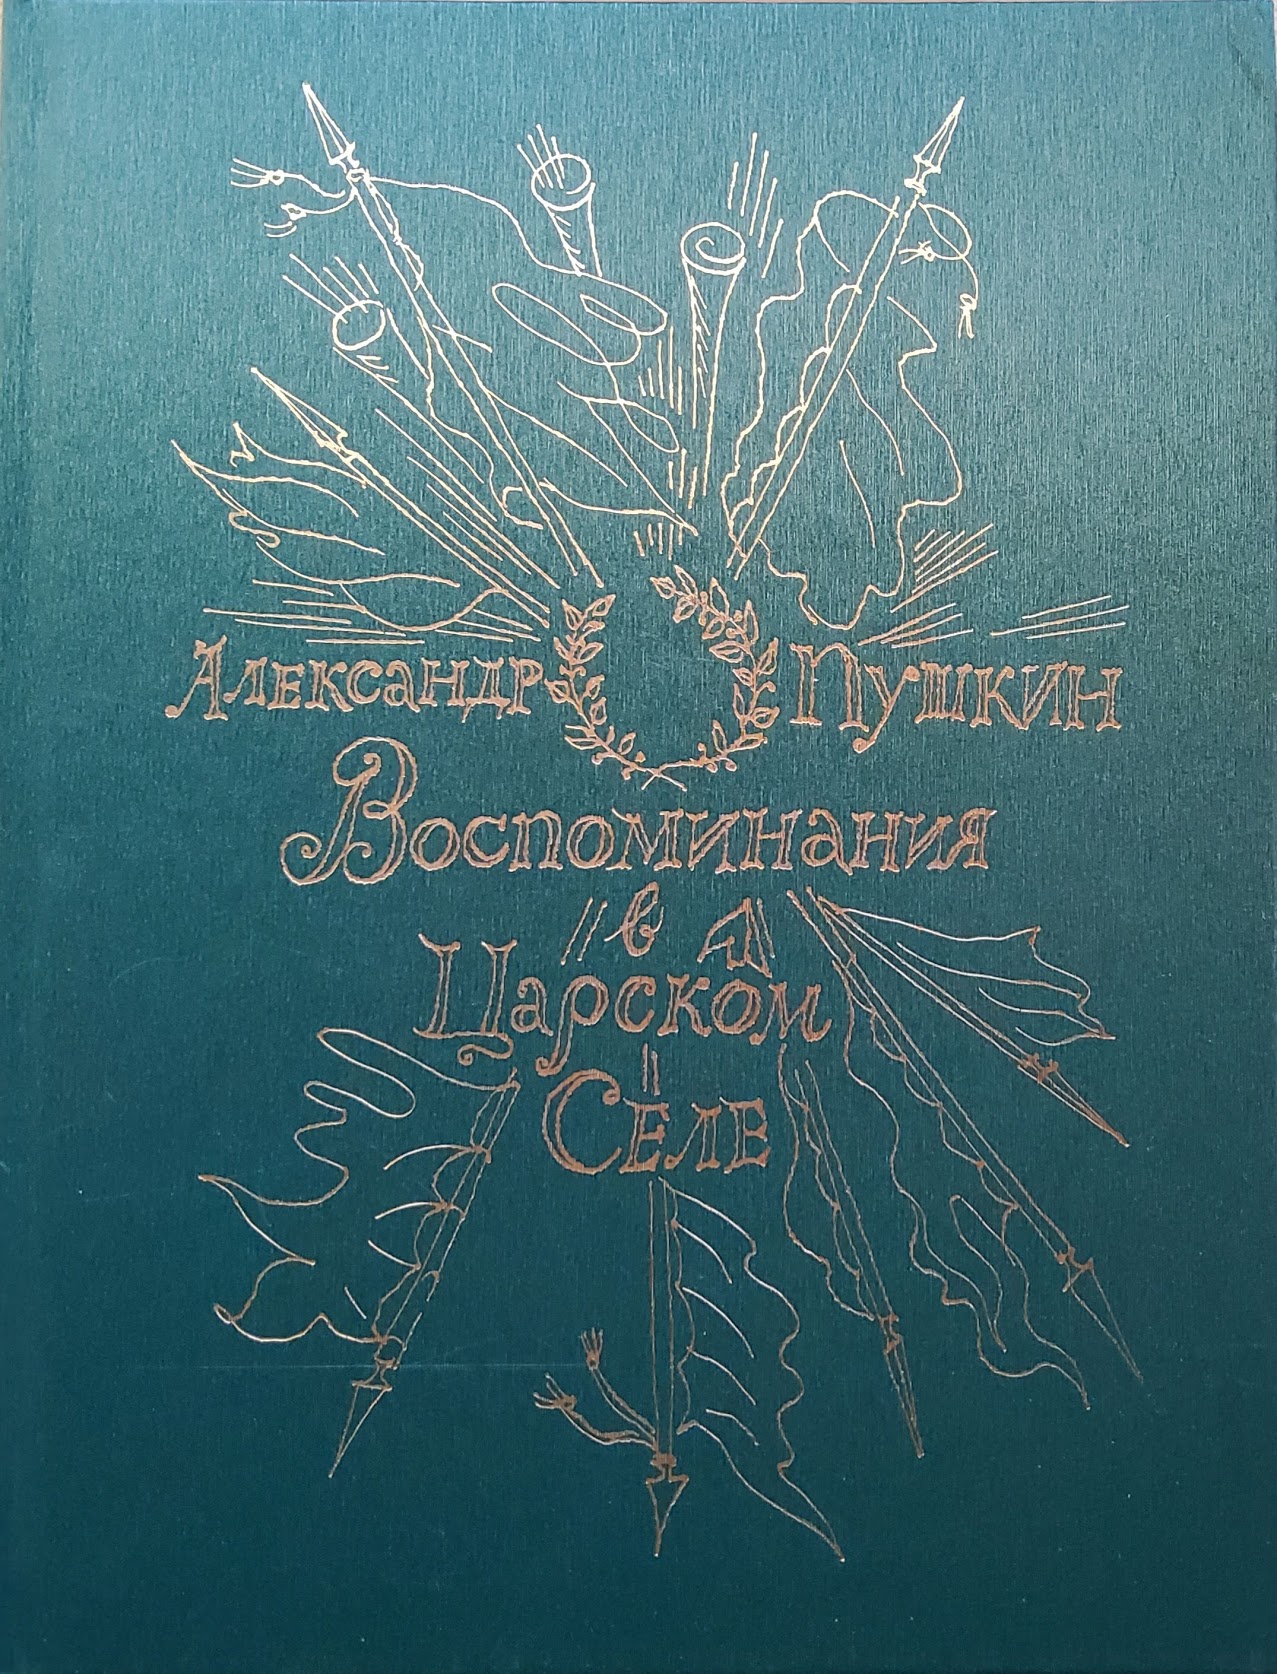 Александр Пушкин
Воспоминания
в
Царском
Селе